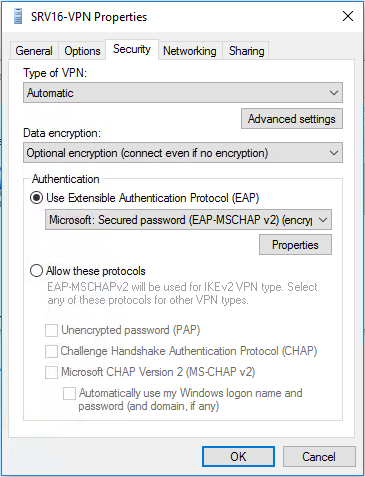 SRV16-VPN Properties
General Options Security Networking Sharing
Type of VPN:
Automatic
Advanced settings
Data encryption:
Optional encryption (connect even if no encryption)
Authentication
Use Extensible Authentication Protocol (EAP)
Microsoft: Secured password (EAP-MSCHAP v2) (encryp
Properties
Allow these protocols
EAP-MSCHAPv2 will be used for IKEv2 VPN type. Select
any of these protocols for other VPN types.
Unencrypted password (PAP)
Challenge Handshake Authentication Protocol (CHAP)
Microsoft CHAP Version 2 (MS-CHAP v2)
Automatically use my Windows logon name and
password (and domain, if any)
OK Cancel